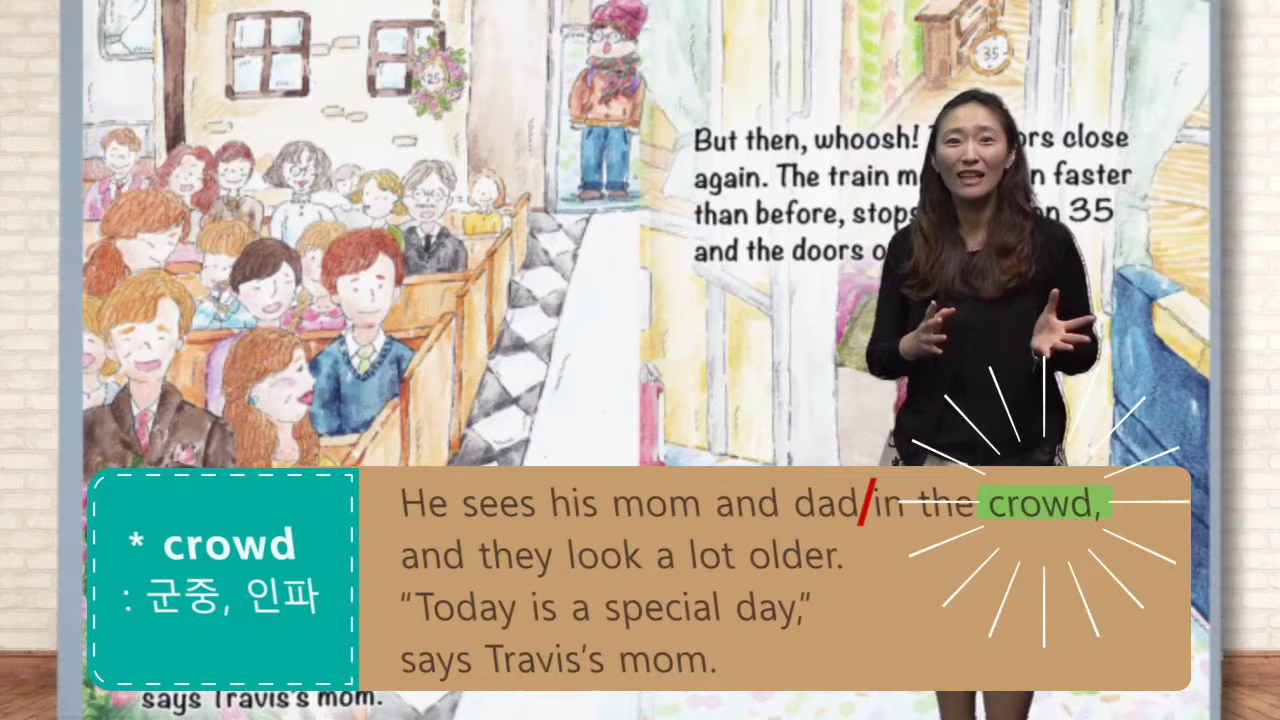 25
35
But then, whoosh! close
again. The train faster
than before, stops 35
and the doors
* crowd
: 군중, 인파
He sees his mom and dad/in the crowd,
and they look a lot older.
“Today is a special day,”
says Travis’s mom.
says Travis's mom.